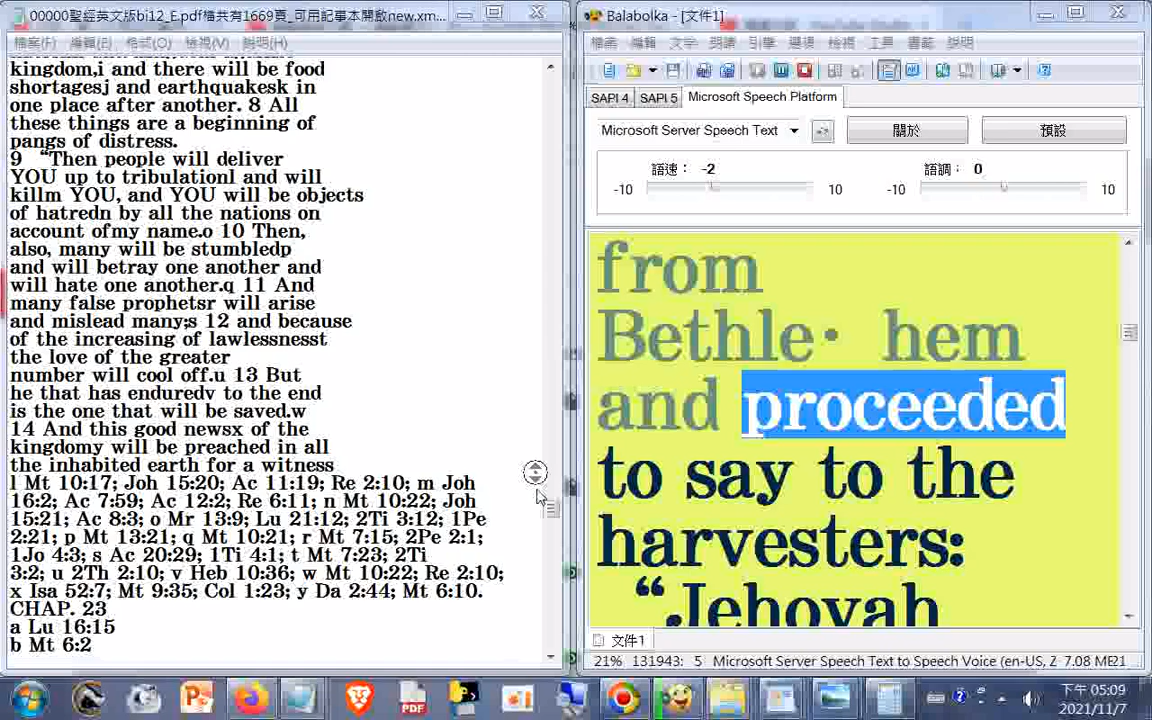 00000聖經英文版bi12_E.pdf檔共有1669頁_可用記事本開啟new.xm...
檔案(F) 編輯(E) 格式(O) 檢視(V) 說明(H)
kingdom,i and there will be food
shortagesj and earthquakesk in
one place after another. 8 All
these things are a beginning of
pangs of distress.
9 “Then people will deliver
YOU up to tribulationl and will
killm YOU, and YOU will be objects
of hatredn by all the nations on
account ofmy name.o 10 Then,
also, many will be stumbledp
and will betray one another and
will hate one another.q 11 And
many false prophetsr will arise
and mislead many;s 12 and because
of the increasing of lawlessnesst
the love of the greater
number will cool off.u 13 But
he that has enduredv to the end
is the one that will be saved.w
14 And this good newsx of the
kingdomy will be preached in all
the inhabited earth for a witness
l Mt 10:17; Joh 15:20; Ac 11:19; Re 2:10; m Joh
16:2; Ac 7:59; Ac 12:2; Re 6:11; n Mt 10:22; Joh
15:21; Ac 8:3; o Mr 13:9; Lu 21:12; 2Ti 3:12; 1Pe
2:21; p Mt 13:21; q Mt 10:21; r Mt 7:15; 2Pe 2:1;
1Jo 4:3; s Ac 20:29; 1Ti 4:1; t Mt 7:23; 2Ti
3:2; u 2Th 2:10; v Heb 10:36; w Mt 10:22; Re 2:10;
x Isa 52:7; Mt 9:35; Col 1:23; y Da 2:44; Mt 6:10.
CHAP. 23
a Lu 16:15
b Mt 6:2
Balabolka - [文件1]
檔案 編輯 文字 朗讀 引擎 選項 檢視 工具 書籤 說明
SAPI 4 SAPI 5 Microsoft Speech Platform
Microsoft Server Speech Text 關於 預設
語速： -2 語調： 0
-10 10 -10 10
from
Bethle· hem
and proceeded
to say to the
harvesters:
“Jehovah
文件1
21% 131943: 5 Microsoft Server Speech Text to Speech Voice (en-US, Z 7.08 ME21
PDF
下午 05:09
2021/11/7